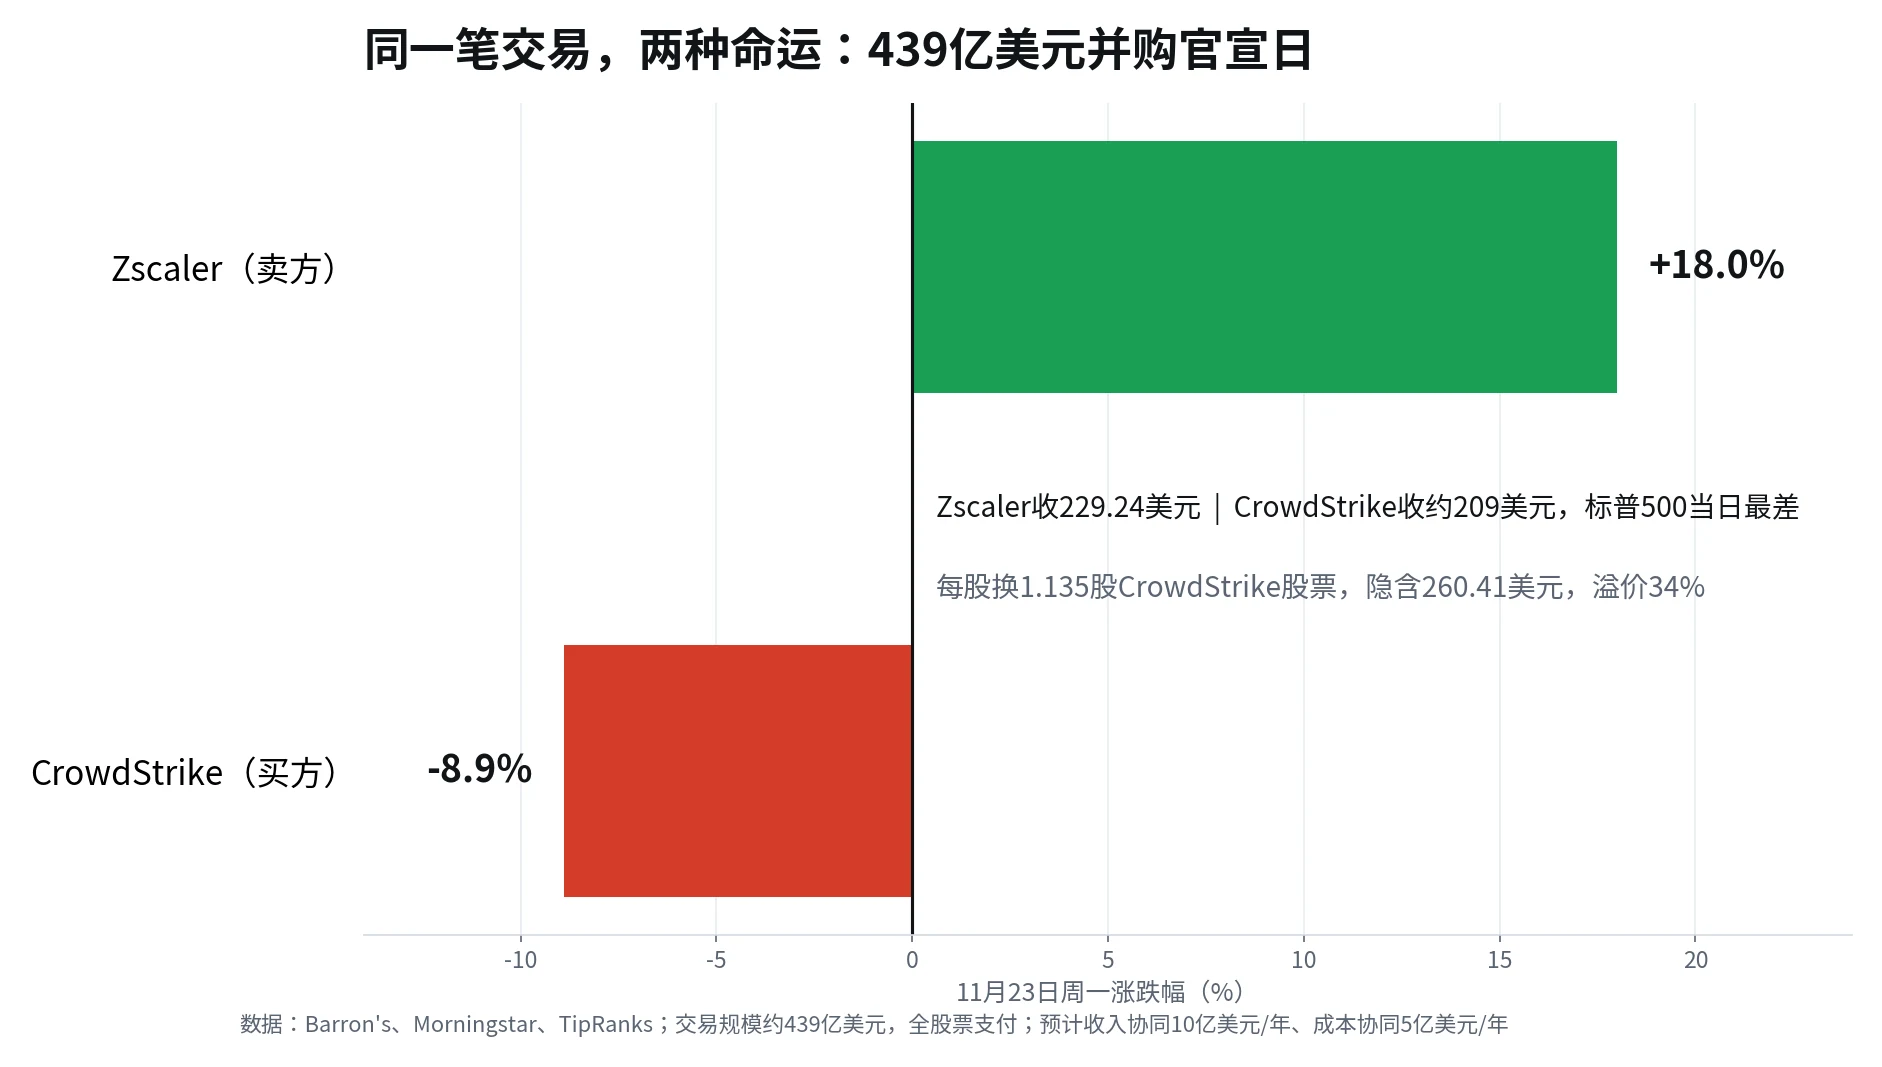 同一笔交易，两种命运：439亿美元并购官宣日
Zscaler（卖方）
+18.0%
Zscaler收229.24美元｜CrowdStrike收约209美元，标普500当日最差
每股换1.135股CrowdStrike股票，隐含260.41美元，溢价34%
CrowdStrike（买方）
-8.9%
-10 -5 0 5 10 15 20
11月23日周一涨跌幅（%）
数据：Barron's、Morningstar、TipRanks；交易规模约439亿美元，全股票支付；预计收入协同10亿美元/年、成本协同5亿美元/年